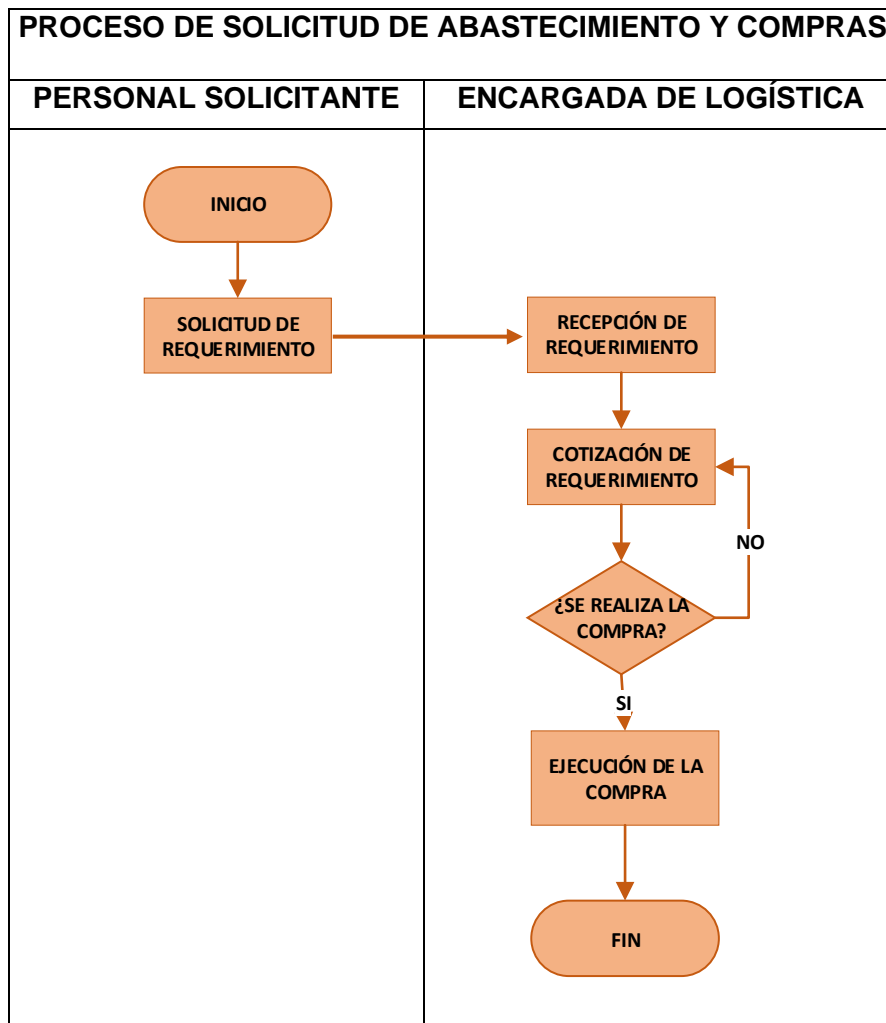 PROCESO DE SOLICITUD DE ABASTECIMIENTO Y COMPRAS
PERSONAL SOLICITANTE
ENCARGADA DE LOGÍSTICA
INICIO
SOLICITUD DE
REQUERIMIENTO
RECEPCIÓN DE
REQUERIMIENTO
COTIZACIÓN DE
REQUERIMIENTO
NO
¿SE REALIZA LA
COMPRA?
SI
EJECUCIÓN DE LA
COMPRA
FIN